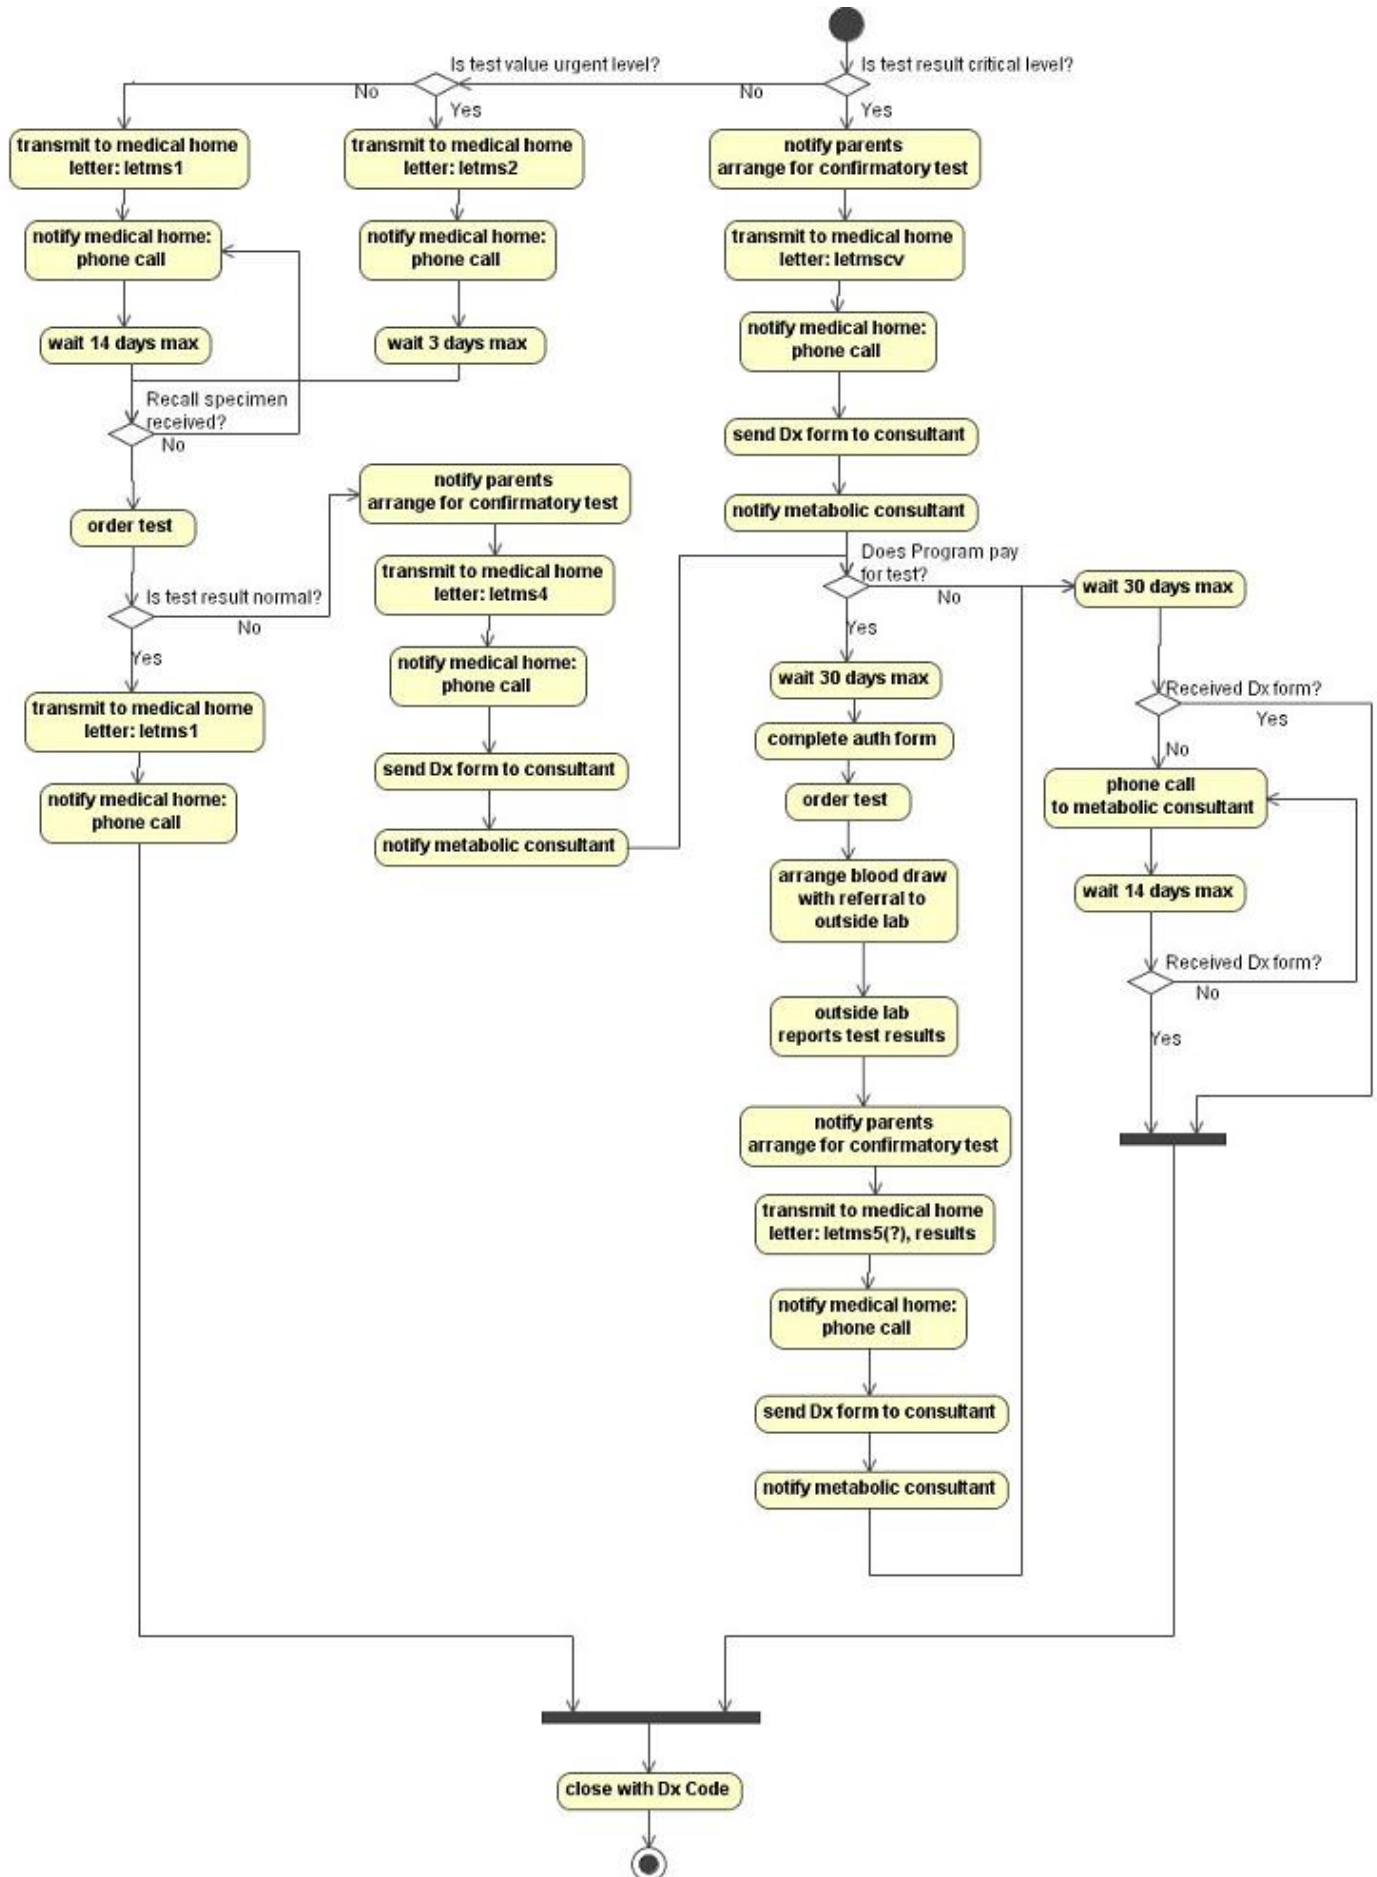 Is test value urgent level?
Is test result critical level?
No
No
Yes
Yes
transmit to medical home
letter: letms1
transmit to medical home
letter: letms2
notify parents
arrange for confirmatory test
notify medical home:
phone call
notify medical home:
phone call
transmit to medical home
letter: letmscv
wait 14 days max
wait 3 days max
notify medical home:
phone call
Recall specimen
received?
No
send Dx form to consultant
notify parents
arrange for confirmatory test
notify metabolic consultant
order test
Does Program pay
for test?
No
transmit to medical home
letter: letms4
wait 30 days max
Is test result normal?
No
Yes
Yes
notify medical home:
phone call
wait 30 days max
Received Dx form?
Yes
No
transmit to medical home
letter: letms1
complete auth form
send Dx form to consultant
phone call
to metabolic consultant
notify medical home:
phone call
order test
notify metabolic consultant
arrange blood draw
with referral to
outside lab
wait 14 days max
Received Dx form?
No
Yes
outside lab
reports test results
notify parents
arrange for confirmatory test
transmit to medical home
letter: letms5(?), results
notify medical home:
phone call
send Dx form to consultant
notify metabolic consultant
close with Dx Code